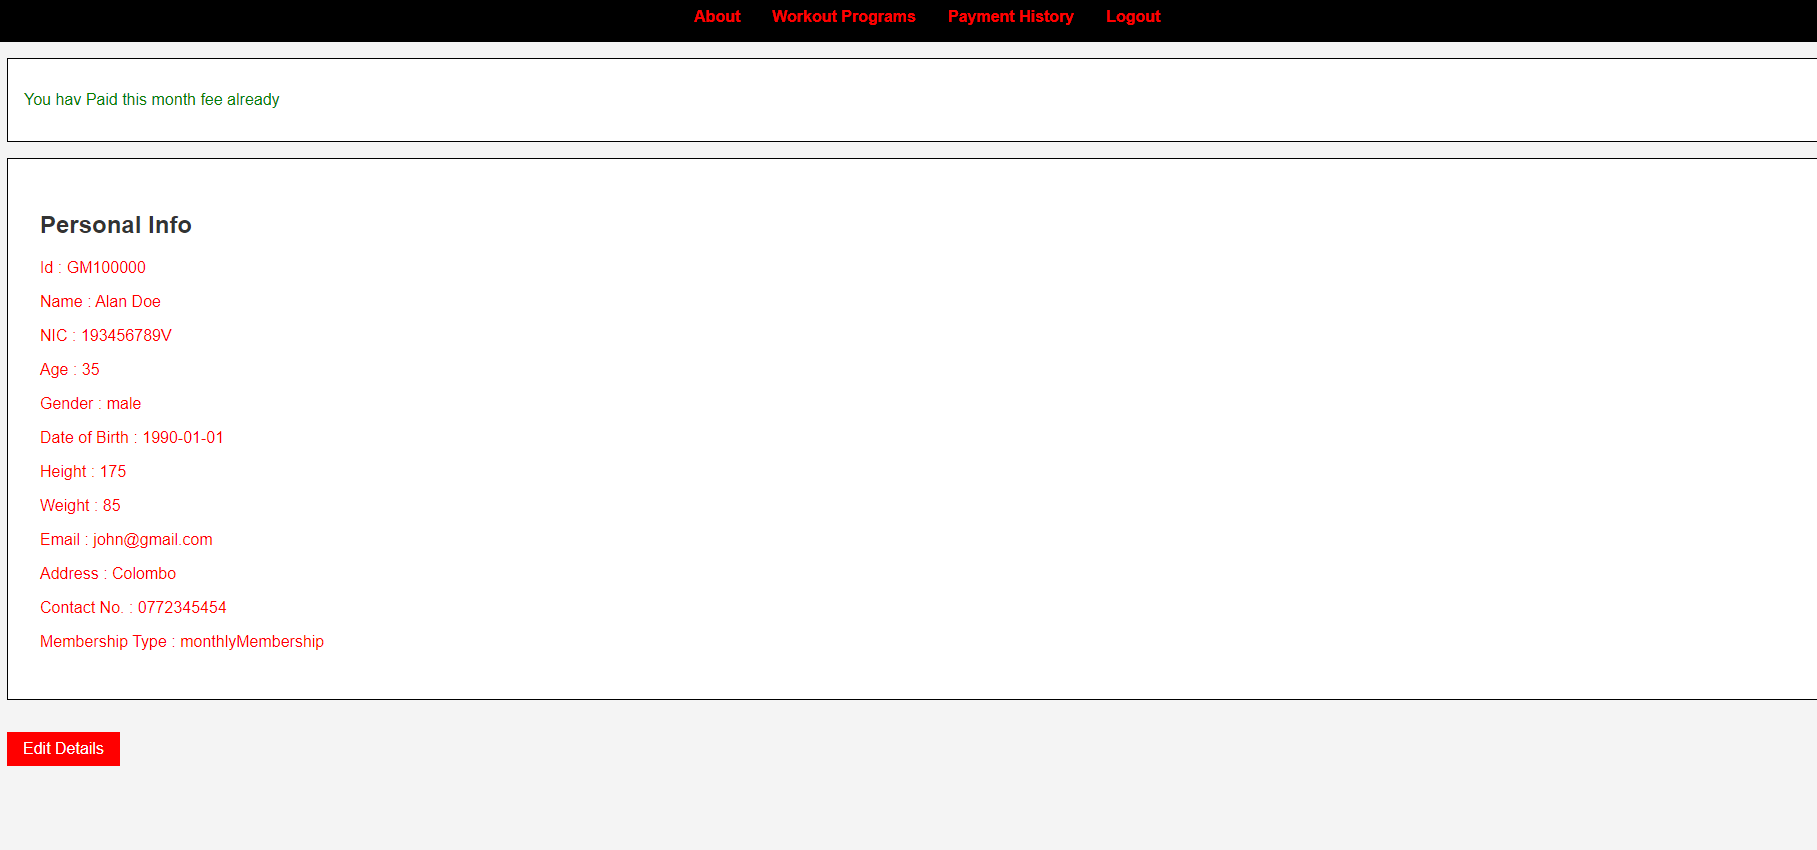 About Workout Programs Payment History Logout
You hav Paid this month fee already
Personal Info
Id : GM100000
Name : Alan Doe
NIC : 193456789V
Age : 35
Gender : male
Date of Birth : 1990-01-01
Height : 175
Weight : 85
Email : john@gmail.com
Address : Colombo
Contact No. : 0772345454
Membership Type : monthlyMembership
Edit Details